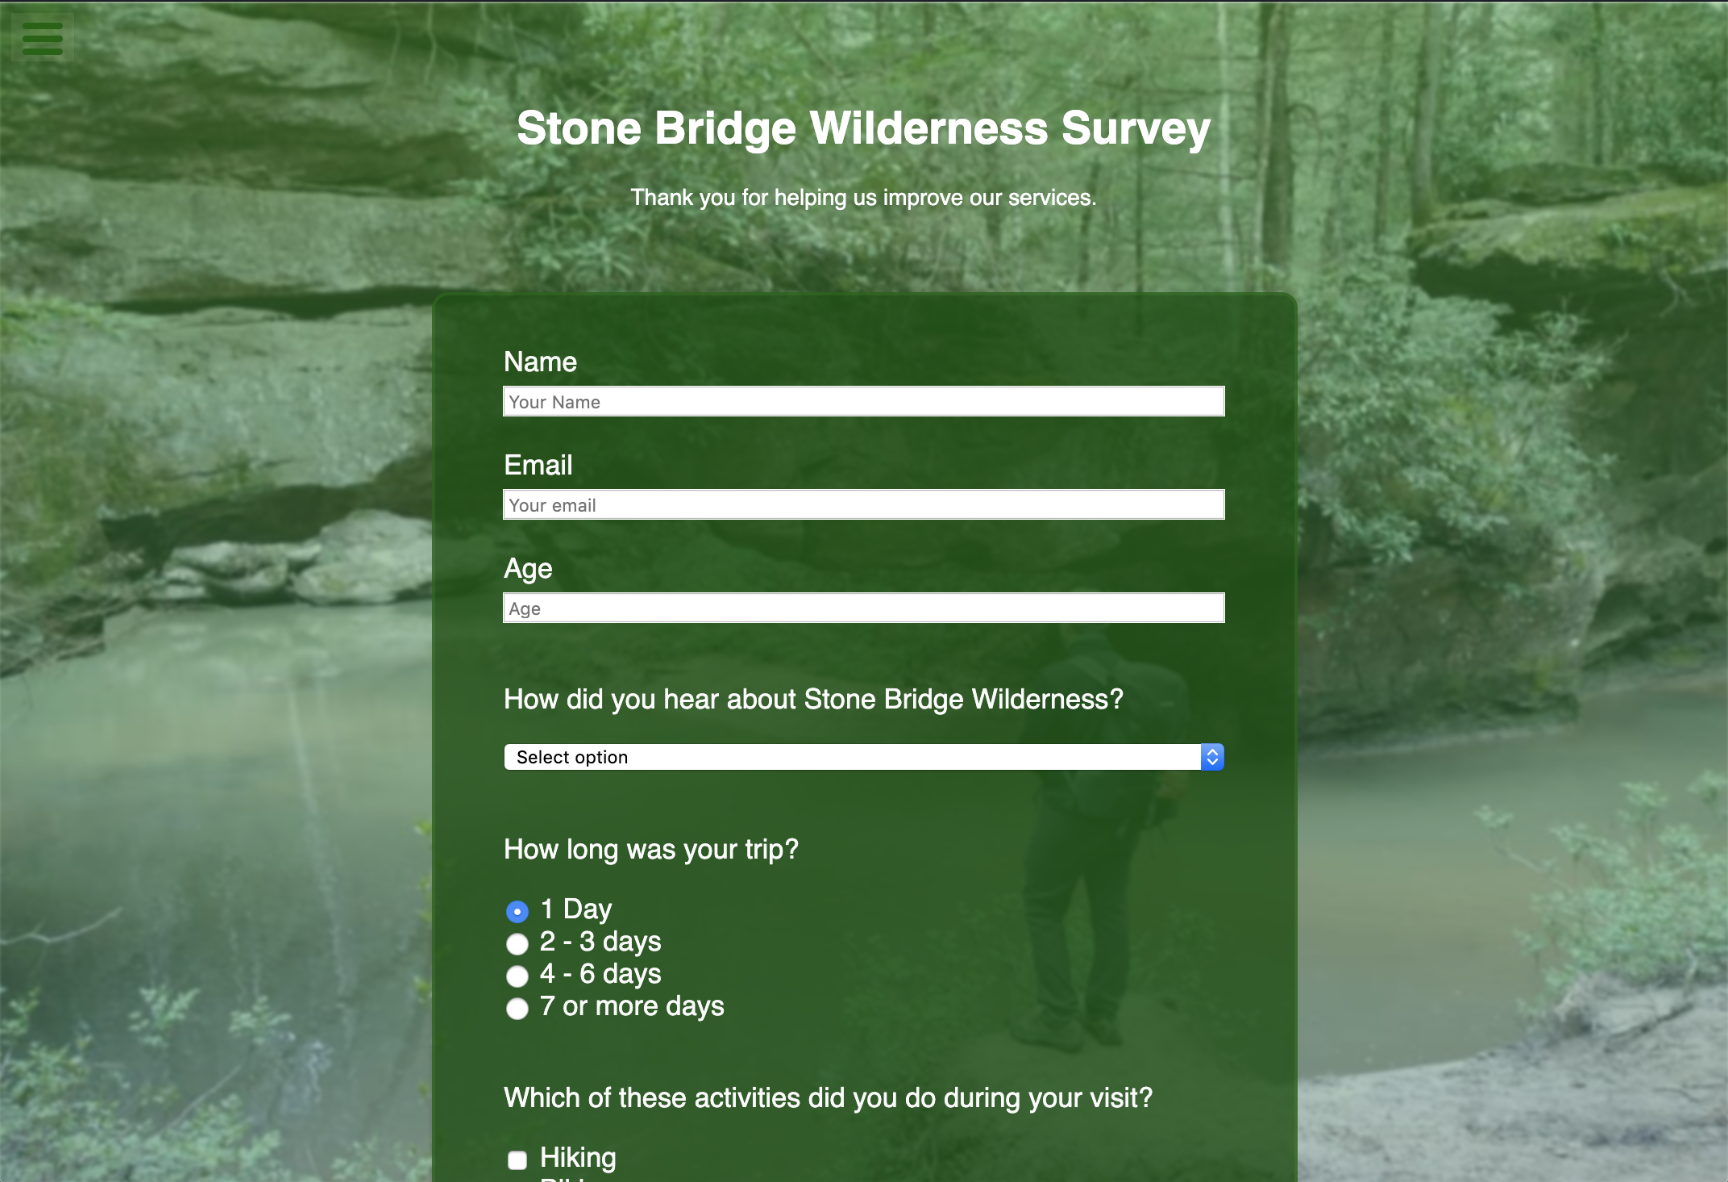 Stone Bridge Wilderness Survey
Thank you for helping us improve our services.
Name
Your Name
Email
Your email
Age
Age
How did you hear about Stone Bridge Wilderness?
Select option
How long was your trip?
1 Day
2 - 3 days
4 - 6 days
7 or more days
Which of these activities did you do during your visit?
Hiking